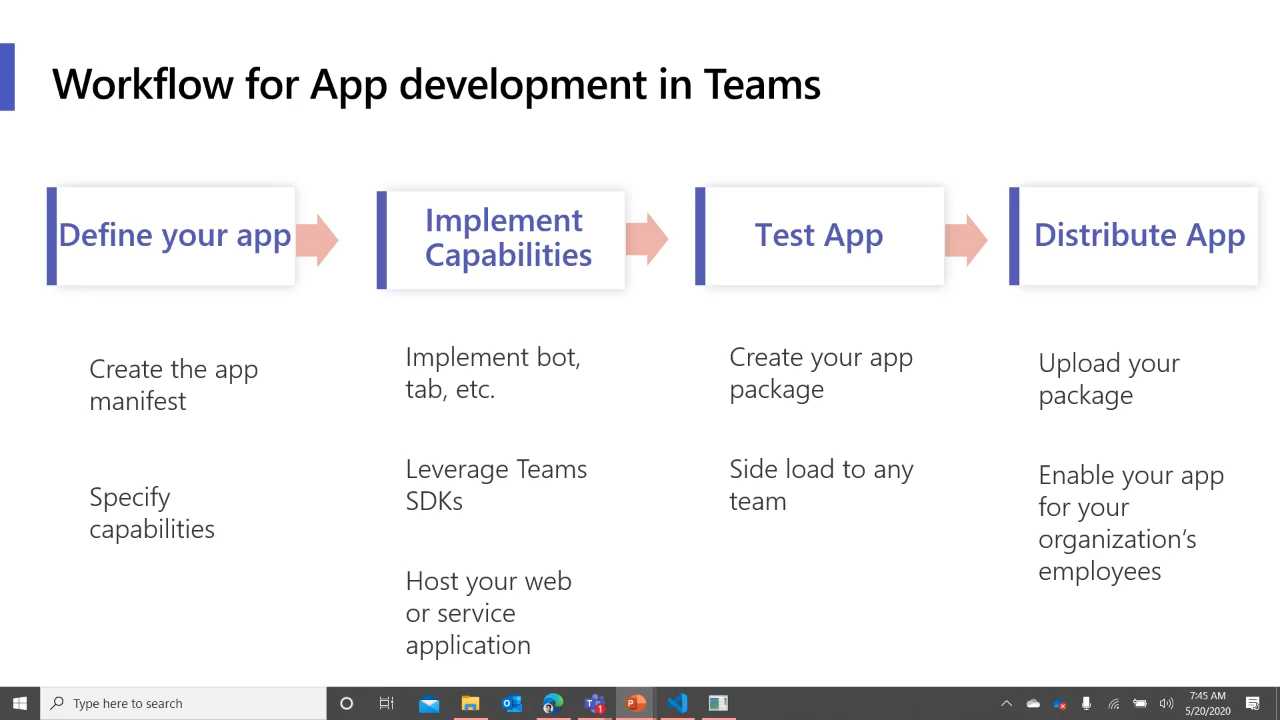 Workflow for App development in Teams
Define your app
Implement
Capabilities
Test App
Distribute App
Create the app
manifest
Specify
capabilities
Implement bot,
tab, etc.
Leverage Teams
SDKs
Host your web
or service
application
Create your app
package
Side load to any
team
Upload your
package
Enable your app
for your
organization’s
employees
Type here to search
1
7:45 AM
5/20/2020